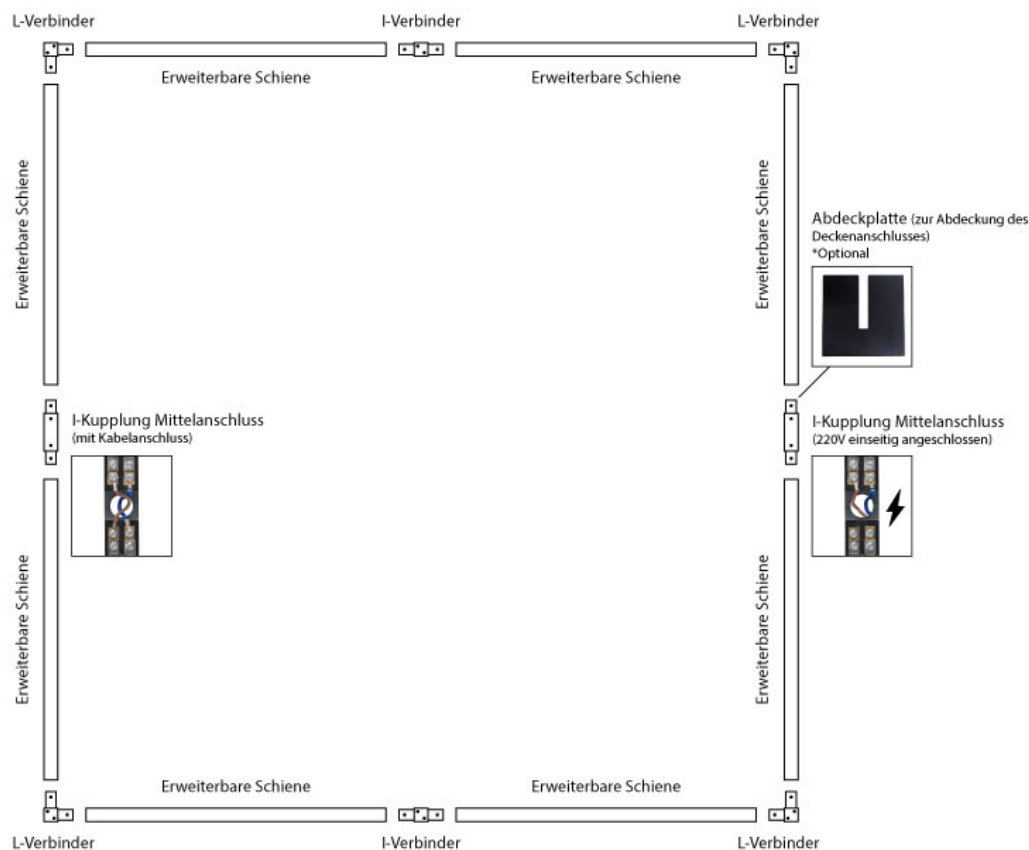 L-Verbinder
I-Verbinder
L-Verbinder
Erweiterbare Schiene
Erweiterbare Schiene
Erweiterbare Schiene
Erweiterbare Schiene
Abdeckplatte (zur Abdeckung des
Deckenanschlusses)
*Optional
I-Kupplung Mittelanschluss
(mit Kabelanschluss)
I-Kupplung Mittelanschluss
(220V einseitig angeschlossen)
Erweiterbare Schiene
Erweiterbare Schiene
Erweiterbare Schiene
Erweiterbare Schiene
L-Verbinder
I-Verbinder
L-Verbinder